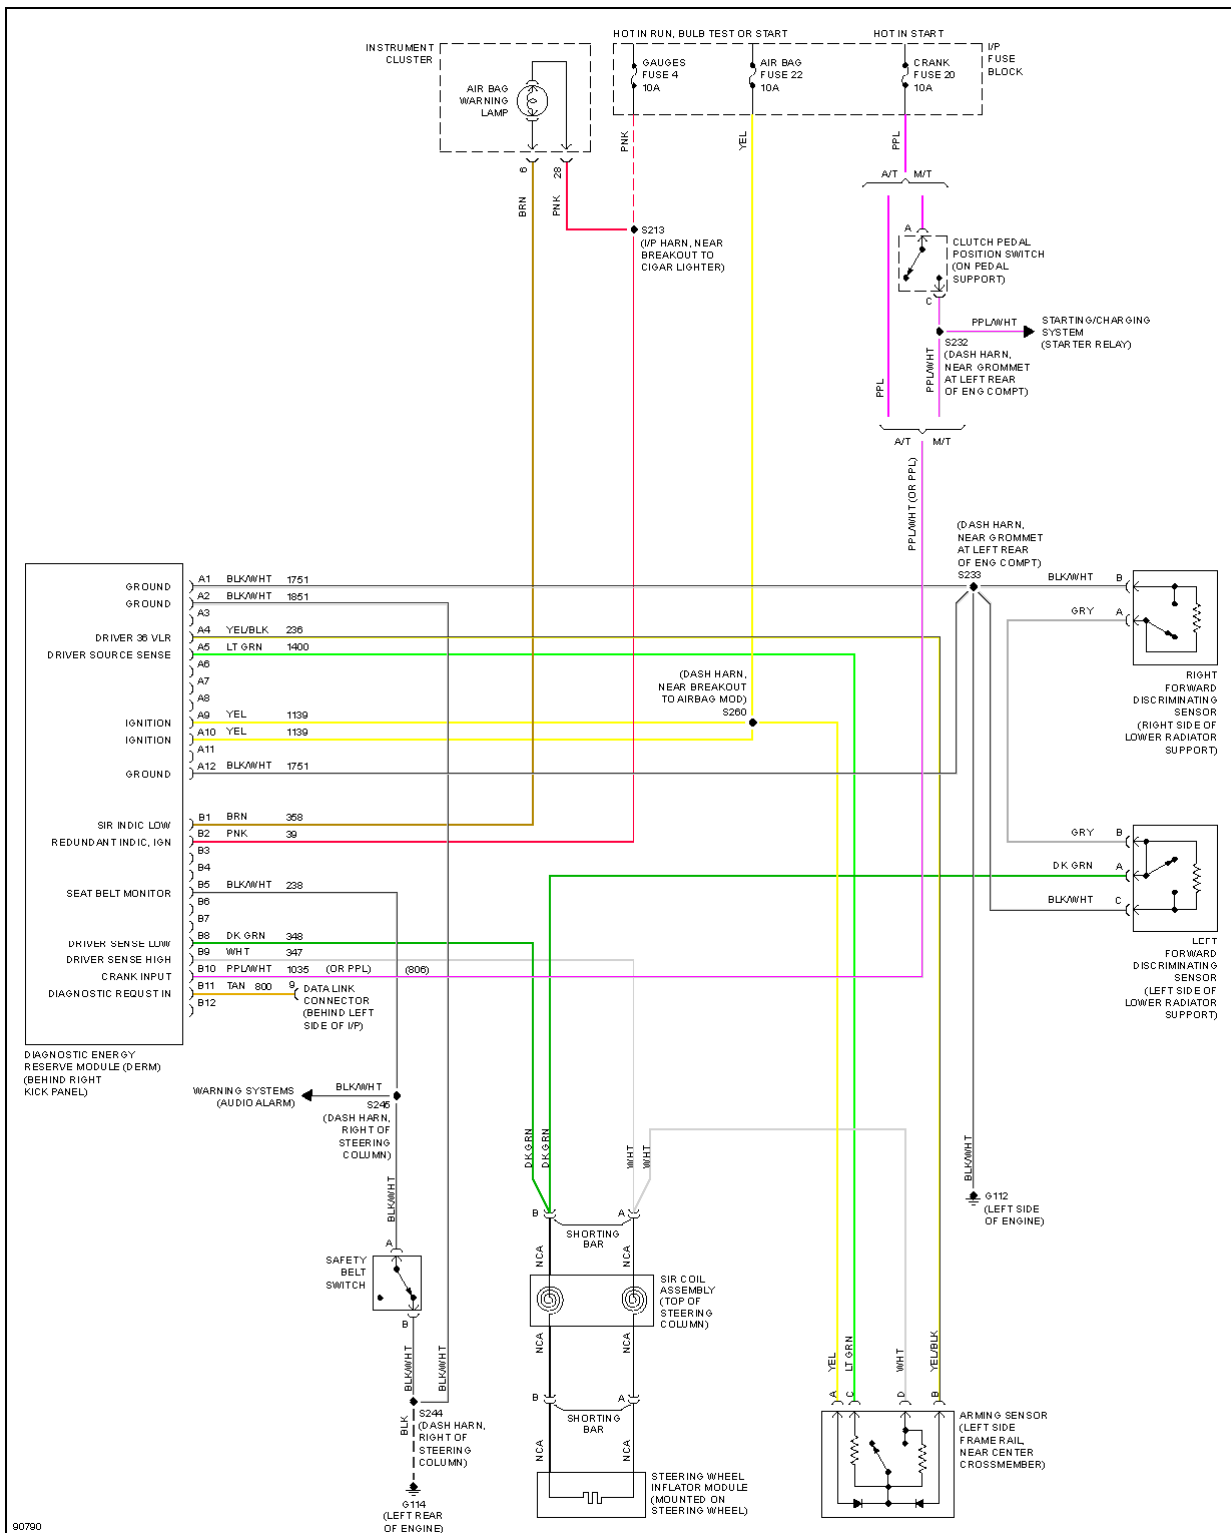 HOT IN RUN, BULB TEST OR START
HOT IN START
INSTRUMENT
CLUSTER
AIR BAG
WARNING
LAMP
GAUGES
FUSE 4
10A
AIR BAG
FUSE 22
10A
CRANK
FUSE 20
10A
I/P
FUSE
BLOCK
PNK
YEL
PPL
6
28
BRN
PNK
A/T
M/T
S213
(I/P HARN, NEAR
BREAKOUT TO
CIGAR LIGHTER)
A
CLUTCH PEDAL
POSITION SWITCH
(ON PEDAL
SUPPORT)
C
PPL/WHT
STARTING/CHARGING
SYSTEM
(STARTER RELAY)
S232
(DASH HARN,
NEAR GROMMET
AT LEFT REAR
OF ENG COMPT)
PPL
PPL/WHT
A/T
M/T
PPL/WHT (OR PPL)
(DASH HARN,
NEAR GROMMET
AT LEFT REAR
OF ENG COMPT)
S233
GROUND A1 BLK/WHT 1751
GROUND A2 BLK/WHT 1851
A3
DRIVER 36 VLR A4 YEL/BLK 236
DRIVER SOURCE SENSE A5 LT GRN 1400
A6
A7
A8
IGNITION A9 YEL 1139
IGNITION A10 YEL 1139
A11
GROUND A12 BLK/WHT 1751
SIR INDIC LOW B1 BRN 358
REDUNDANT INDIC, IGN B2 PNK 39
B3
B4
SEAT BELT MONITOR B5 BLK/WHT 238
B6
B7
DRIVER SENSE LOW B8 DK GRN 348
DRIVER SENSE HIGH B9 WHT 347
CRANK INPUT B10 PPL/WHT 1035 (OR PPL) (806)
DIAGNOSTIC REQUST IN B11 TAN 800 9
B12
DATA LINK
CONNECTOR
(BEHIND LEFT
SIDE OF I/P)
DIAGNOSTIC ENERGY
RESERVE MODULE (DERM)
(BEHIND RIGHT
KICK PANEL)
(DASH HARN,
NEAR BREAKOUT
TO AIRBAG MOD)
S260
BLK/WHT B
GRY A
RIGHT
FORWARD
DISCRIMINATING
SENSOR
(RIGHT SIDE OF
LOWER RADIATOR
SUPPORT)
GRY B
DK GRN A
BLK/WHT C
LEFT
FORWARD
DISCRIMINATING
SENSOR
(LEFT SIDE OF
LOWER RADIATOR
SUPPORT)
WARNING SYSTEMS
(AUDIO ALARM)
BLK/WHT
S245
(DASH HARN,
RIGHT OF
STEERING
COLUMN)
BLK/WHT
A
SAFETY
BELT
SWITCH
B
BLK/WHT
BLK/WHT
S244
(DASH HARN,
RIGHT OF
STEERING
COLUMN)
BLK
G114
(LEFT REAR
OF ENGINE)
DK GRN
DK GRN
WHT
WHT
B
A
SHORTING
BAR
NCA
NCA
SIR COIL
ASSEMBLY
(TOP OF
STEERING
COLUMN)
NCA
NCA
B
A
SHORTING
BAR
NCA
NCA
STEERING WHEEL
INFLATOR MODULE
(MOUNTED ON
STEERING WHEEL)
BLK/WHT
G112
(LEFT SIDE
OF ENGINE)
YEL
LT GRN
WHT
YEL/BLK
A
C
D
B
ARMING SENSOR
(LEFT SIDE
FRAME RAIL,
NEAR CENTER
CROSSMEMBER)
90790